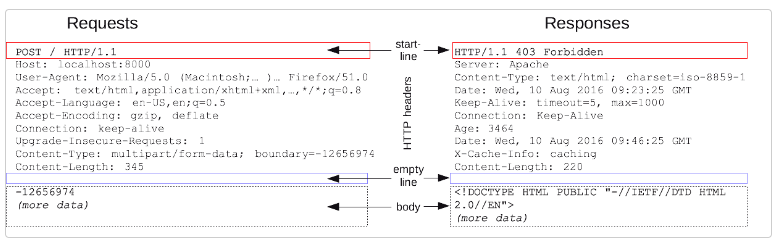 Requests
POST / HTTP/1.1
Host: localhost:8000
User-Agent: Mozilla/5.0 (Macintosh;… )… Firefox/51.0
Accept: text/html,application/xhtml+xml,…,*/*;q=0.8
Accept-Language: en-US,en;q=0.5
Accept-Encoding: gzip, deflate
Connection: keep-alive
Upgrade-Insecure-Requests: 1
Content-Type: multipart/form-data; boundary=-12656974
Content-Length: 345
-12656974
(more data)
start-
line
HTTP headers
empty
line
body
Responses
HTTP/1.1 403 Forbidden
Server: Apache
Content-Type: text/html; charset=iso-8859-1
Date: Wed, 10 Aug 2016 09:23:25 GMT
Keep-Alive: timeout=5, max=1000
Connection: Keep-Alive
Age: 3464
Date: Wed, 10 Aug 2016 09:46:25 GMT
X-Cache-Info: caching
Content-Length: 220
<!DOCTYPE HTML PUBLIC "-//IETF//DTD HTML
2.0//EN">
(more data)